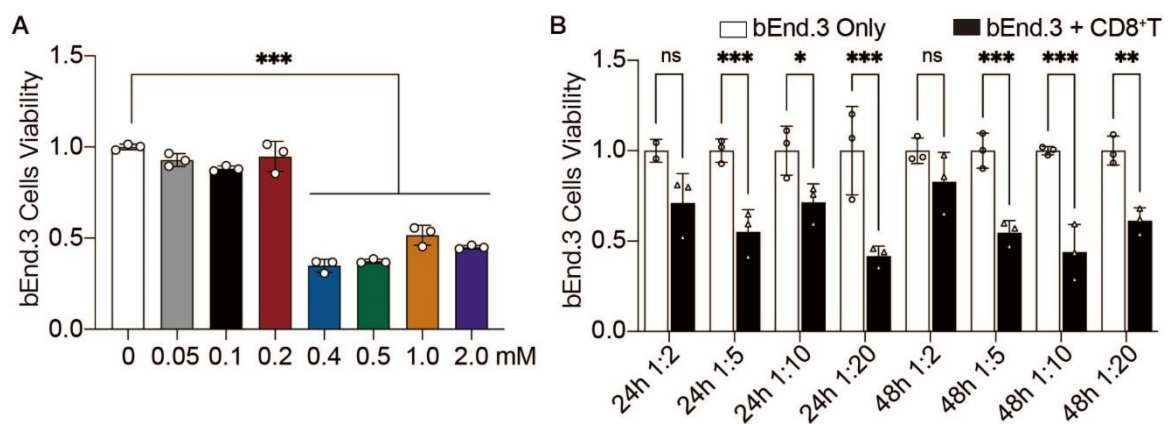 A
bEnd.3 Cells Viability
1.5
1.0
0.5
0.0
***
0 0.05 0.1 0.2 0.4 0.5 1.0 2.0 mM
B
bEnd.3 Only bEnd.3 + CD8⁺T
bEnd.3 Cells Viability
1.5
1.0
0.5
0.0
ns *** * *** ns *** *** **
24h 1:2 24h 1:5 24h 1:10 24h 1:20 48h 1:2 48h 1:5 48h 1:10 48h 1:20